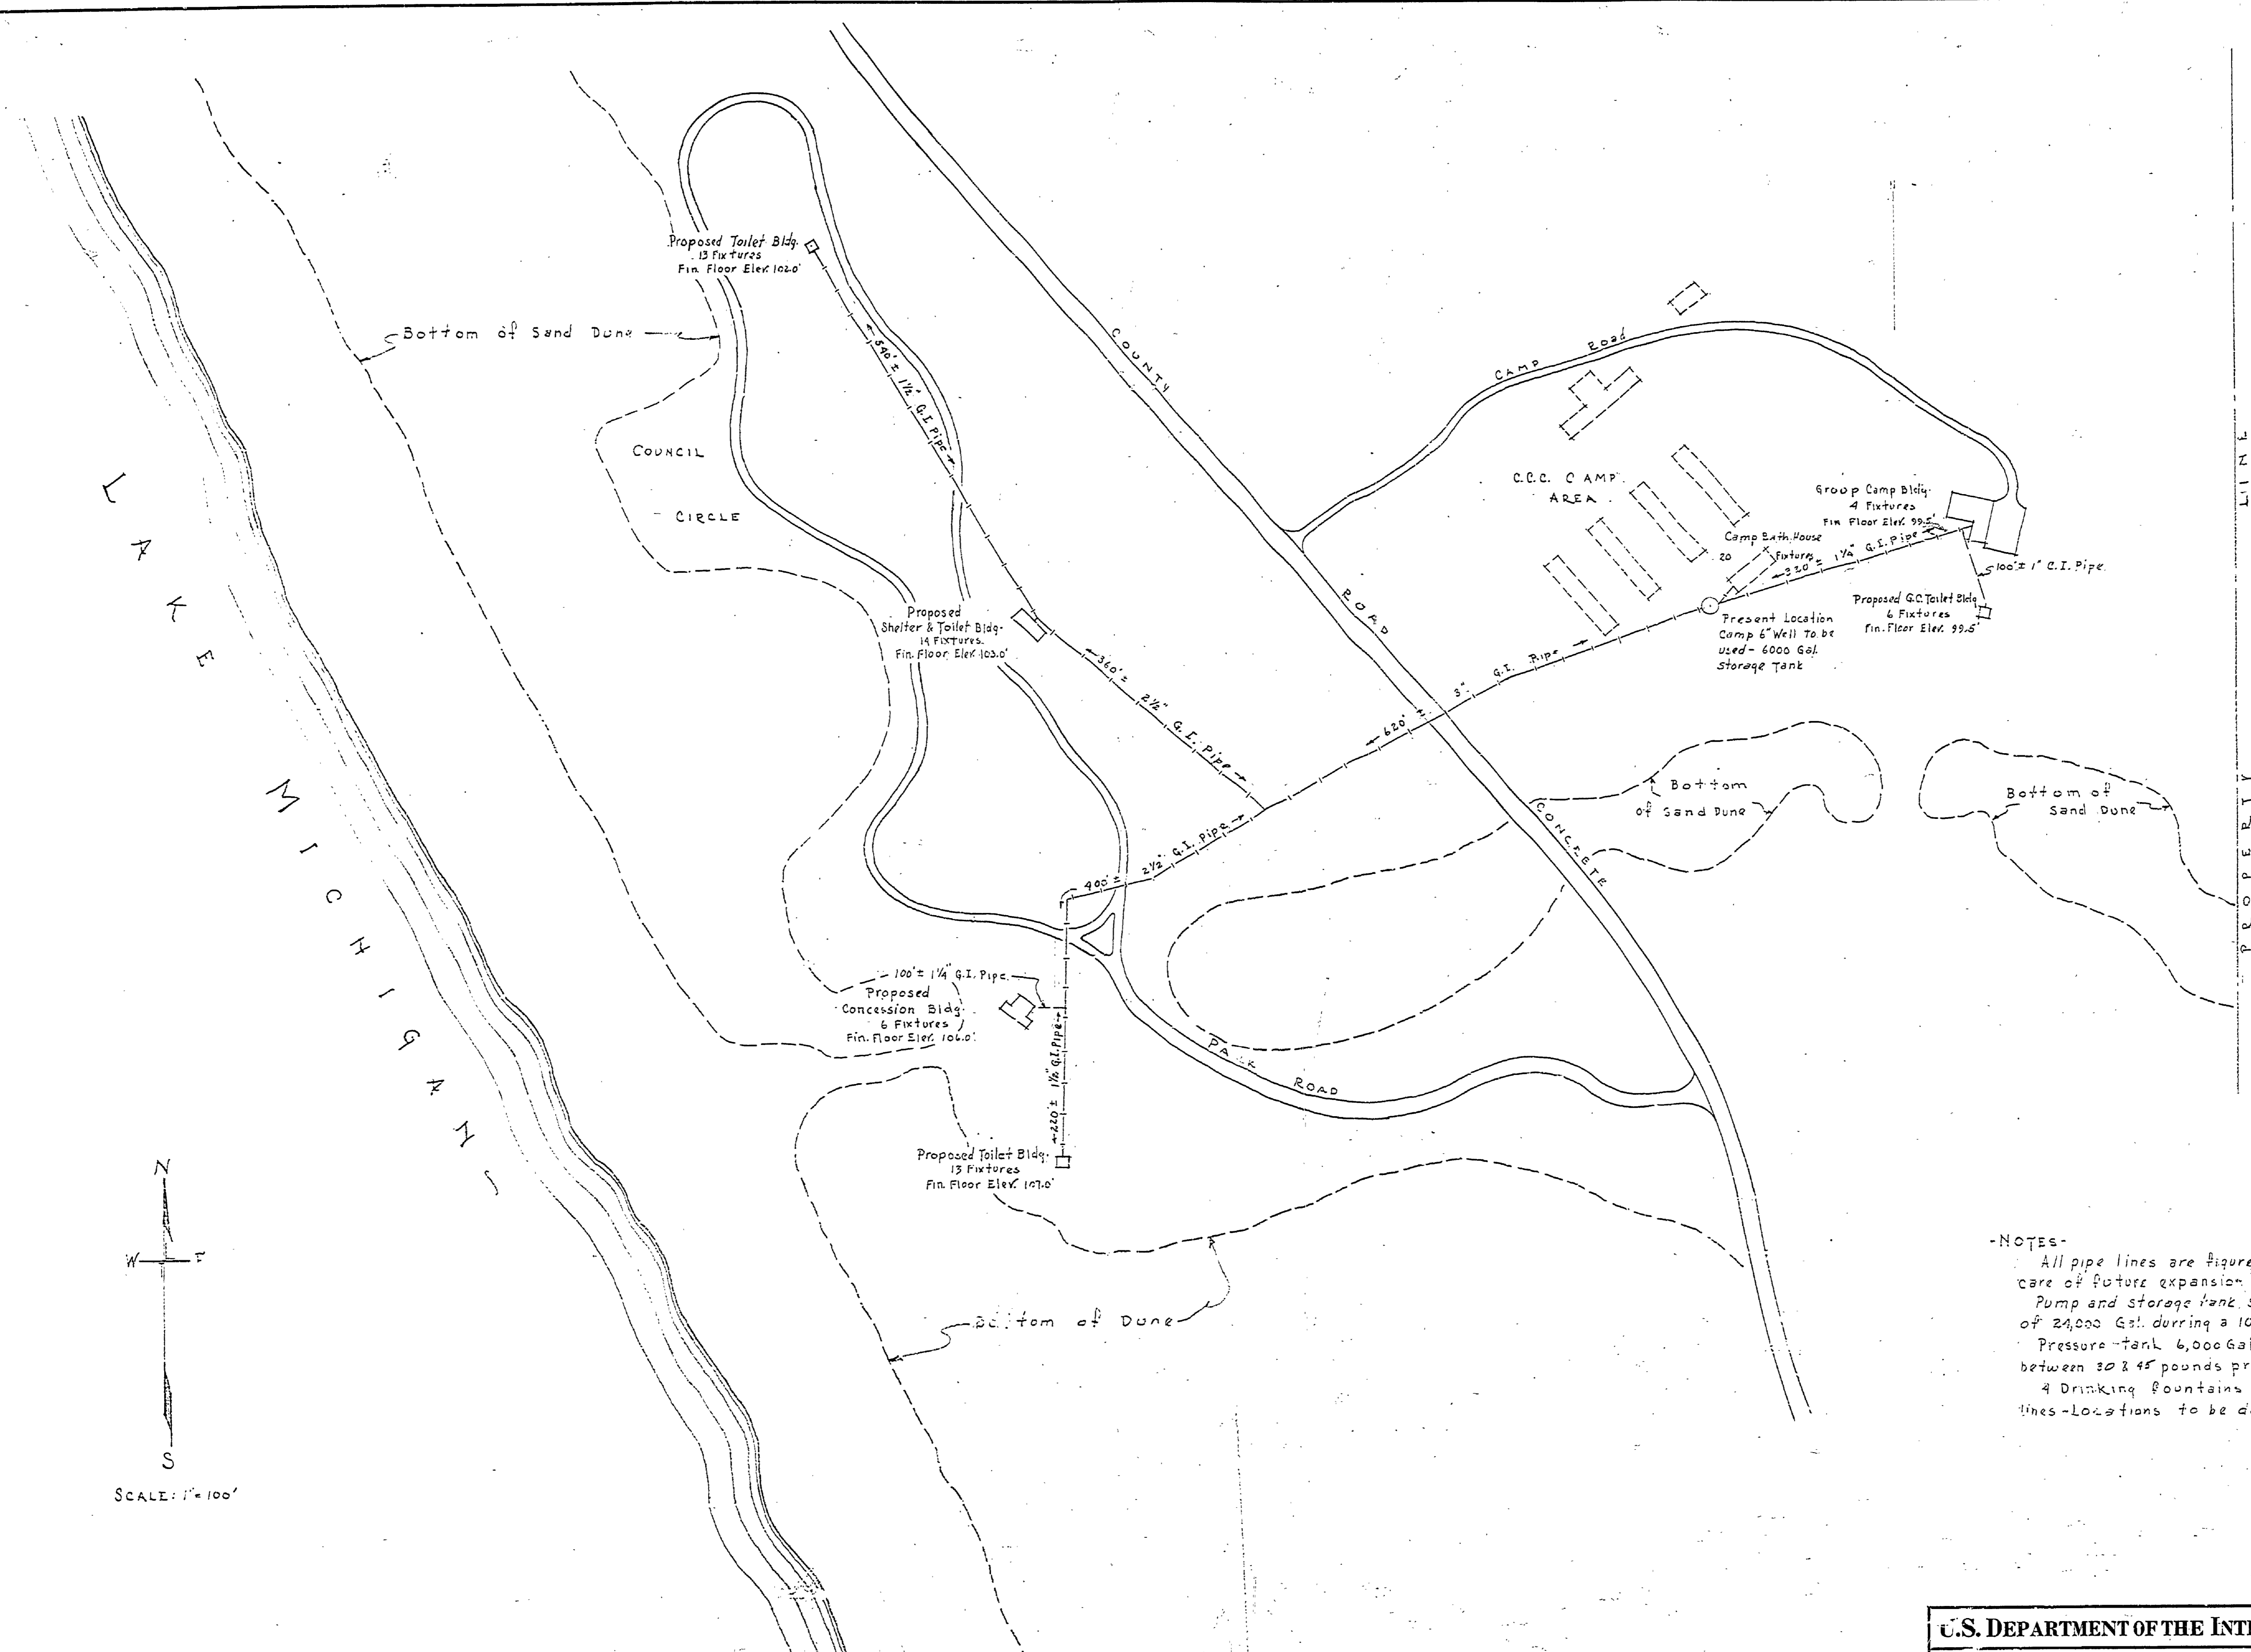 Proposed Toilet Bldg.
13 Fixtures
Fin. Floor Elev. 102.0'
Bottom of Sand Dune
540'± 1½" G.I. Pipe
COUNTY
ROAD
CONCRETE
CAMP Road
COUNCIL
CIRCLE
C.C.C. CAMP
AREA
Group Camp Bldg.
4 Fixtures
Fin Floor Elev. 99.5'
Camp Bath House
20 Fixtures
320'± 1¼" G.I. Pipe
100'± 1" C.I. Pipe.
Proposed G.C. Toilet Bldg
6 Fixtures
Fin. Floor Elev. 99.5'
Present Location
Camp 6" Well To be
used - 6000 Gal.
Storage Tank
Proposed
Shelter & Toilet Bldg.
14 Fixtures.
Fin. Floor Elev. 103.0'
360'± 2½" G.I. Pipe
620'± 3" G.I. Pipe
LAKE MICHIGAN
Bottom
of Sand Dune
Bottom of
Sand Dune
PROPERTY LINE
400'± 2½" G.I. Pipe
100'± 1¼" G.I. Pipe.
Proposed
Concession Bldg.
6 Fixtures
Fin. Floor Elev. 106.0'
220'± 1½" G.I. Pipe
PARK ROAD
Proposed Toilet Bldg.
13 Fixtures
Fin. Floor Elev. 107.0'
Bottom of Dune
N
W E
S
SCALE: 1"=100'
-NOTES-
All pipe lines are figure
care of future expansion
Pump and storage tank s
of 24,000 Gal. durring a 10
Pressure-tank 6,000 Gal
between 30 & 45 pounds pr
4 Drinking fountains
lines-Locations to be d
U.S. DEPARTMENT OF THE INTE